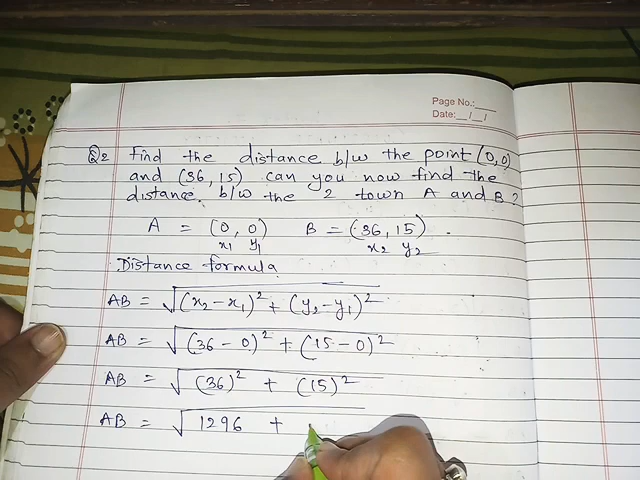 Page No.:
Date: / /
Q2 Find the distance b/w the point (0,0)
and (36,15) can you now find the
distance. b/w the 2 town A and B?
A = (0, 0) B = (36, 15).
x₁ y₁ x₂ y₂
Distance formula
AB = √(x₂-x₁)² + (y₂-y₁)²
AB = √(36-0)² + (15-0)²
AB = √(36)² + (15)²
AB = √1296 +